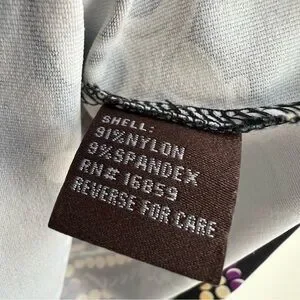 SHELL:
91%NYLON
9%SPANDEX
RN# 16859
REVERSE FOR CARE